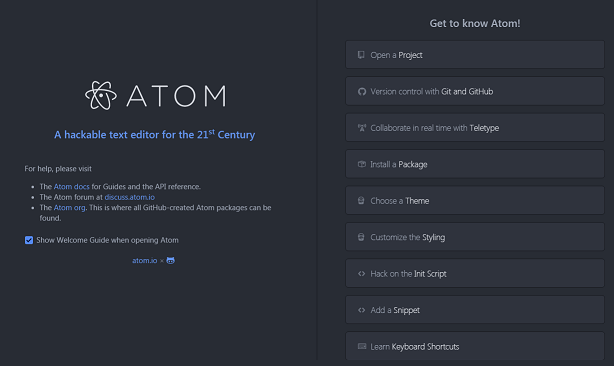 ATOM
A hackable text editor for the 21st Century
For help, please visit
• The Atom docs for Guides and the API reference.
• The Atom forum at discuss.atom.io
• The Atom org. This is where all GitHub-created Atom packages can be
found.
Show Welcome Guide when opening Atom
atom.io ×
Get to know Atom!
Open a Project
Version control with Git and GitHub
Collaborate in real time with Teletype
Install a Package
Choose a Theme
Customize the Styling
Hack on the Init Script
Add a Snippet
Learn Keyboard Shortcuts